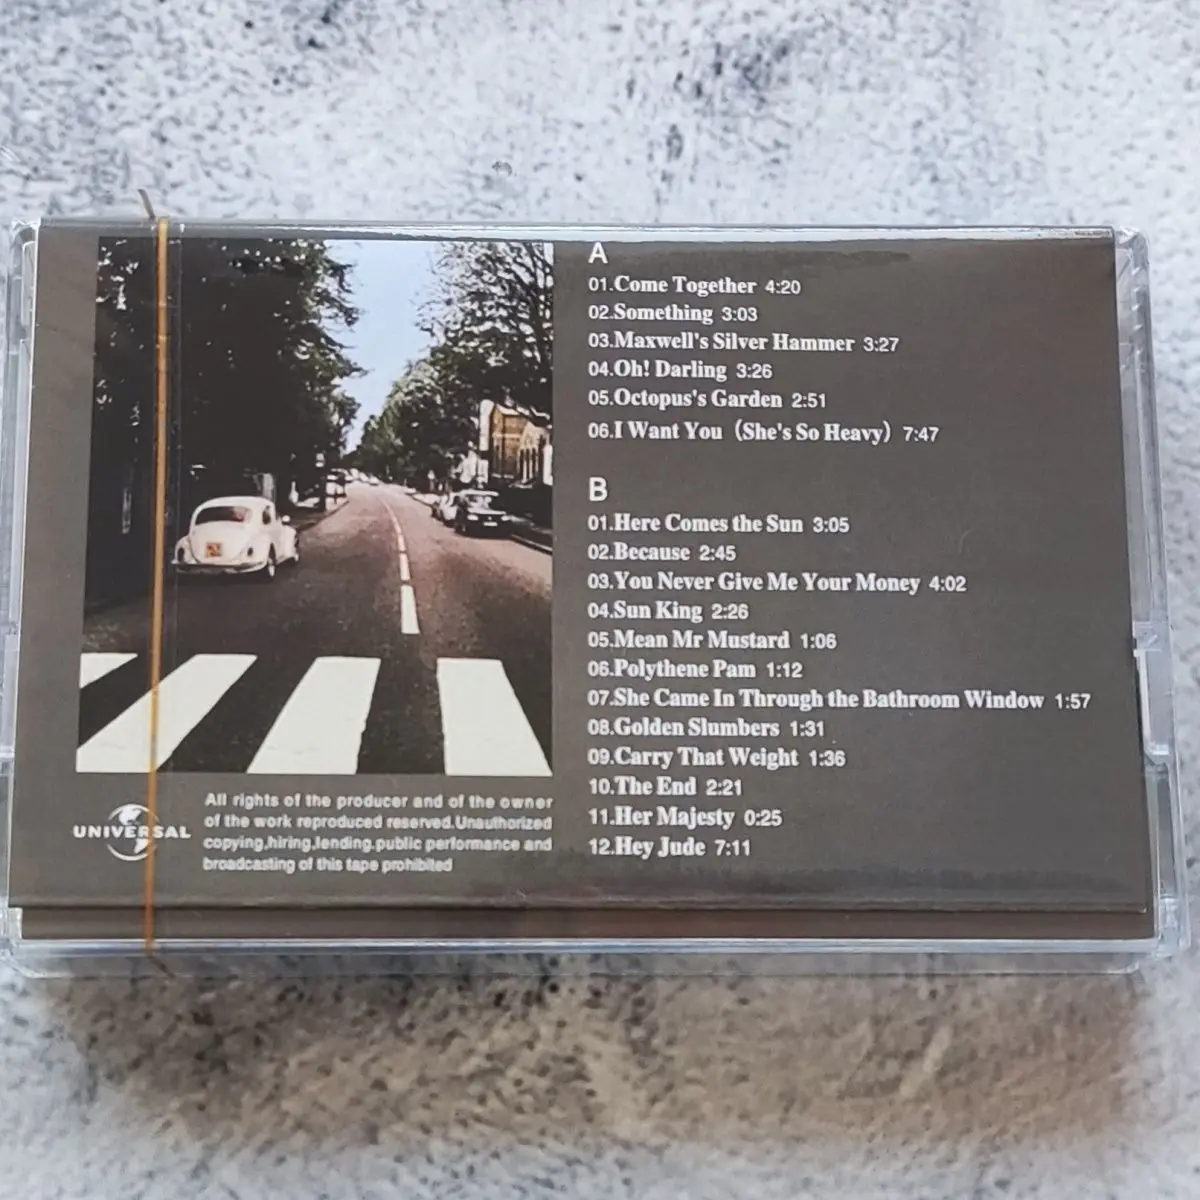 A
01.Come Together 4:20
02.Something 3:03
03.Maxwell's Silver Hammer 3:27
04.Oh! Darling 3:26
05.Octopus's Garden 2:51
06.I Want You（She's So Heavy）7:47
B
01.Here Comes the Sun 3:05
02.Because 2:45
03.You Never Give Me Your Money 4:02
04.Sun King 2:26
05.Mean Mr Mustard 1:06
06.Polythene Pam 1:12
07.She Came In Through the Bathroom Window 1:57
08.Golden Slumbers 1:31
09.Carry That Weight 1:36
10.The End 2:21
11.Her Majesty 0:25
12.Hey Jude 7:11
UNIVERSAL
All rights of the producer and of the owner
of the work reproduced reserved.Unauthorized
copying,hiring,lending.public performance and
broadcasting of this tape prohibited